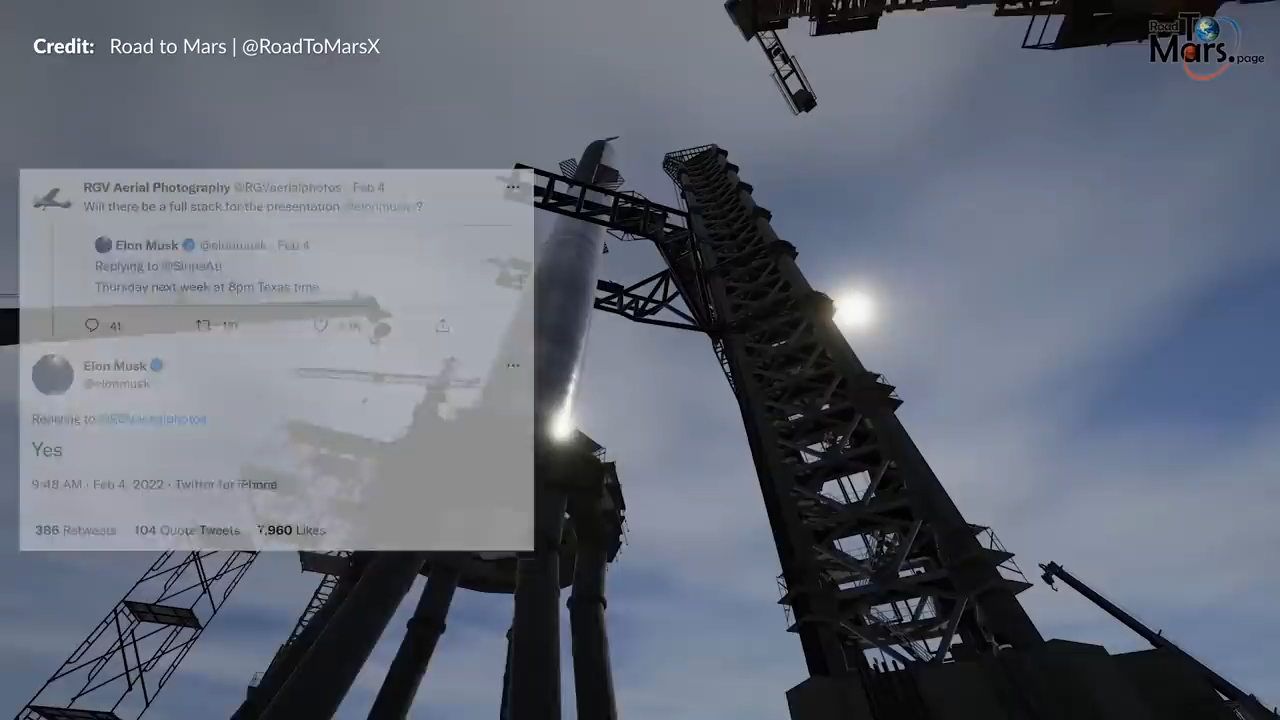 Credit: Road to Mars | @RoadToMarsX
Road To Mars.page
RGV Aerial Photography @RGVaerialphotos · Feb 4
Will there be a full stack for the presentation @elonmusk ?
Elon Musk @elonmusk · Feb 4
Replying to
Thursday next week at 8pm Texas time
41
Elon Musk
@elonmusk
Replying to @RGVaerialphotos
Yes
9:48 AM · Feb 4, 2022 · Twitter for iPhone
386 Retweets 104 Quote Tweets 7,960 Likes